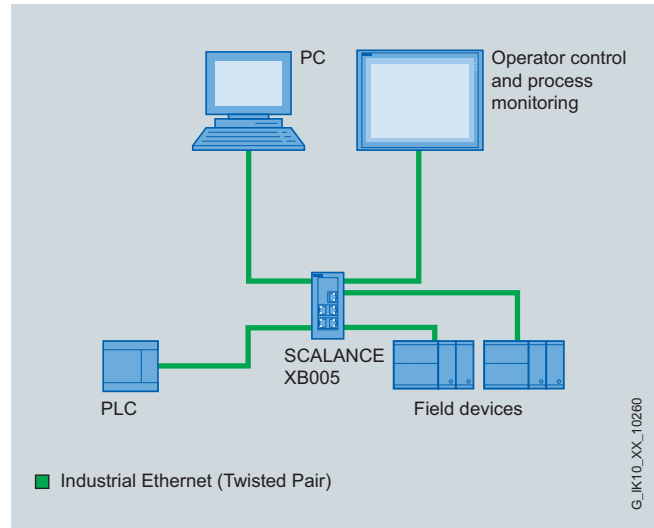 PC
Operator control
and process
monitoring
SCALANCE
XB005
PLC
Field devices
Industrial Ethernet (Twisted Pair)
G_IK10_XX_10260